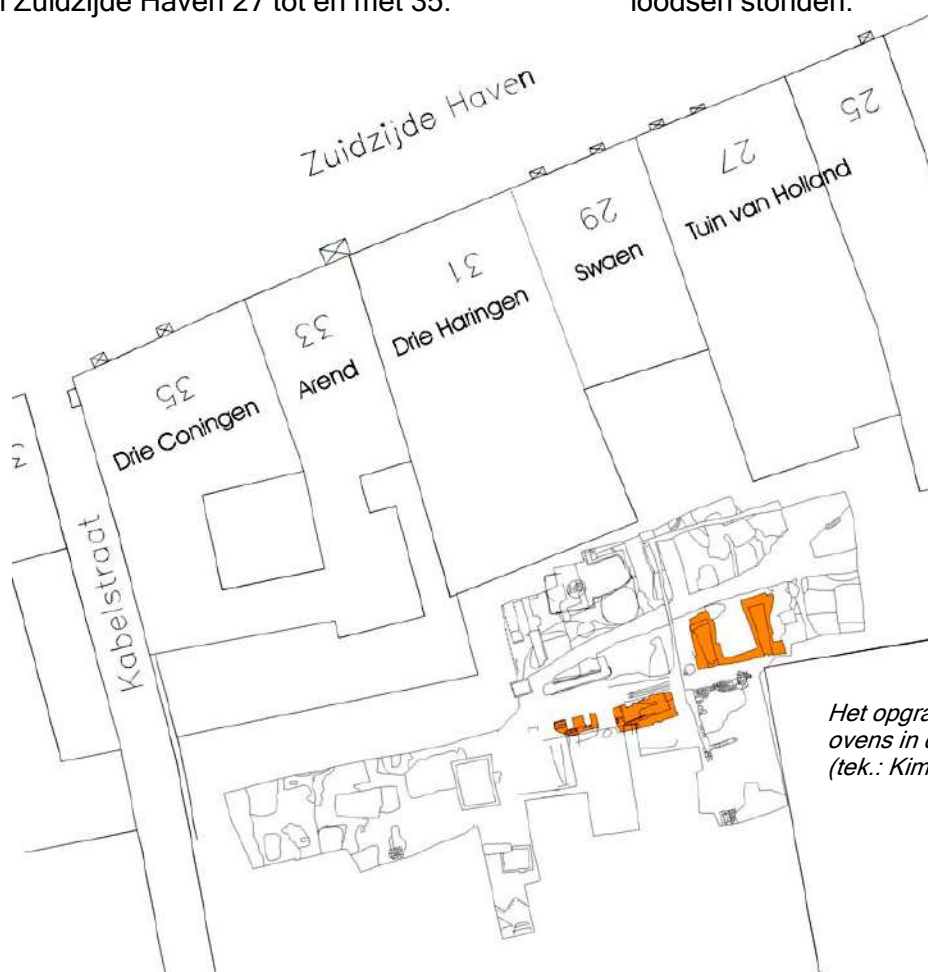 Zuidzijde Haven 27 tot en met 35.
loodsen stonden.
Zuidzijde Haven
25
27
Tuin van Holland
29
Swaen
31
Drie Haringen
33
Arend
35
Drie Coningen
Kabelstraat
Het opgra
ovens in
(tek.: Kim